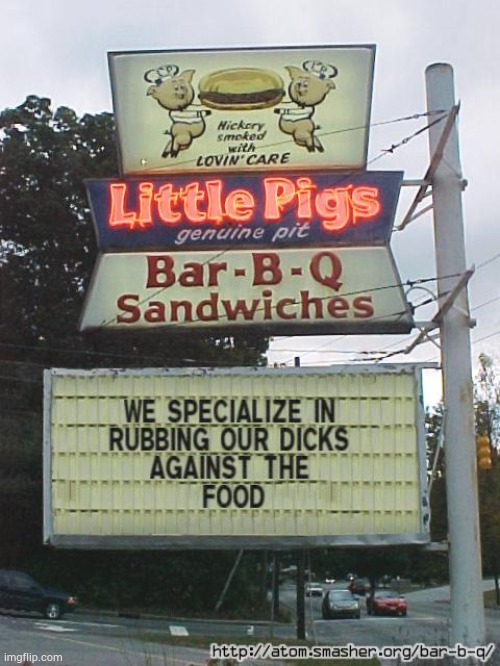 Hickory
smoked
with
LOVIN' CARE
Little Pigs
genuine pit
Bar-B-Q
Sandwiches
WE SPECIALIZE IN
RUBBING OUR DICKS
AGAINST THE
FOOD
http://atom.smasher.org/bar-b-q/
imgflip.com